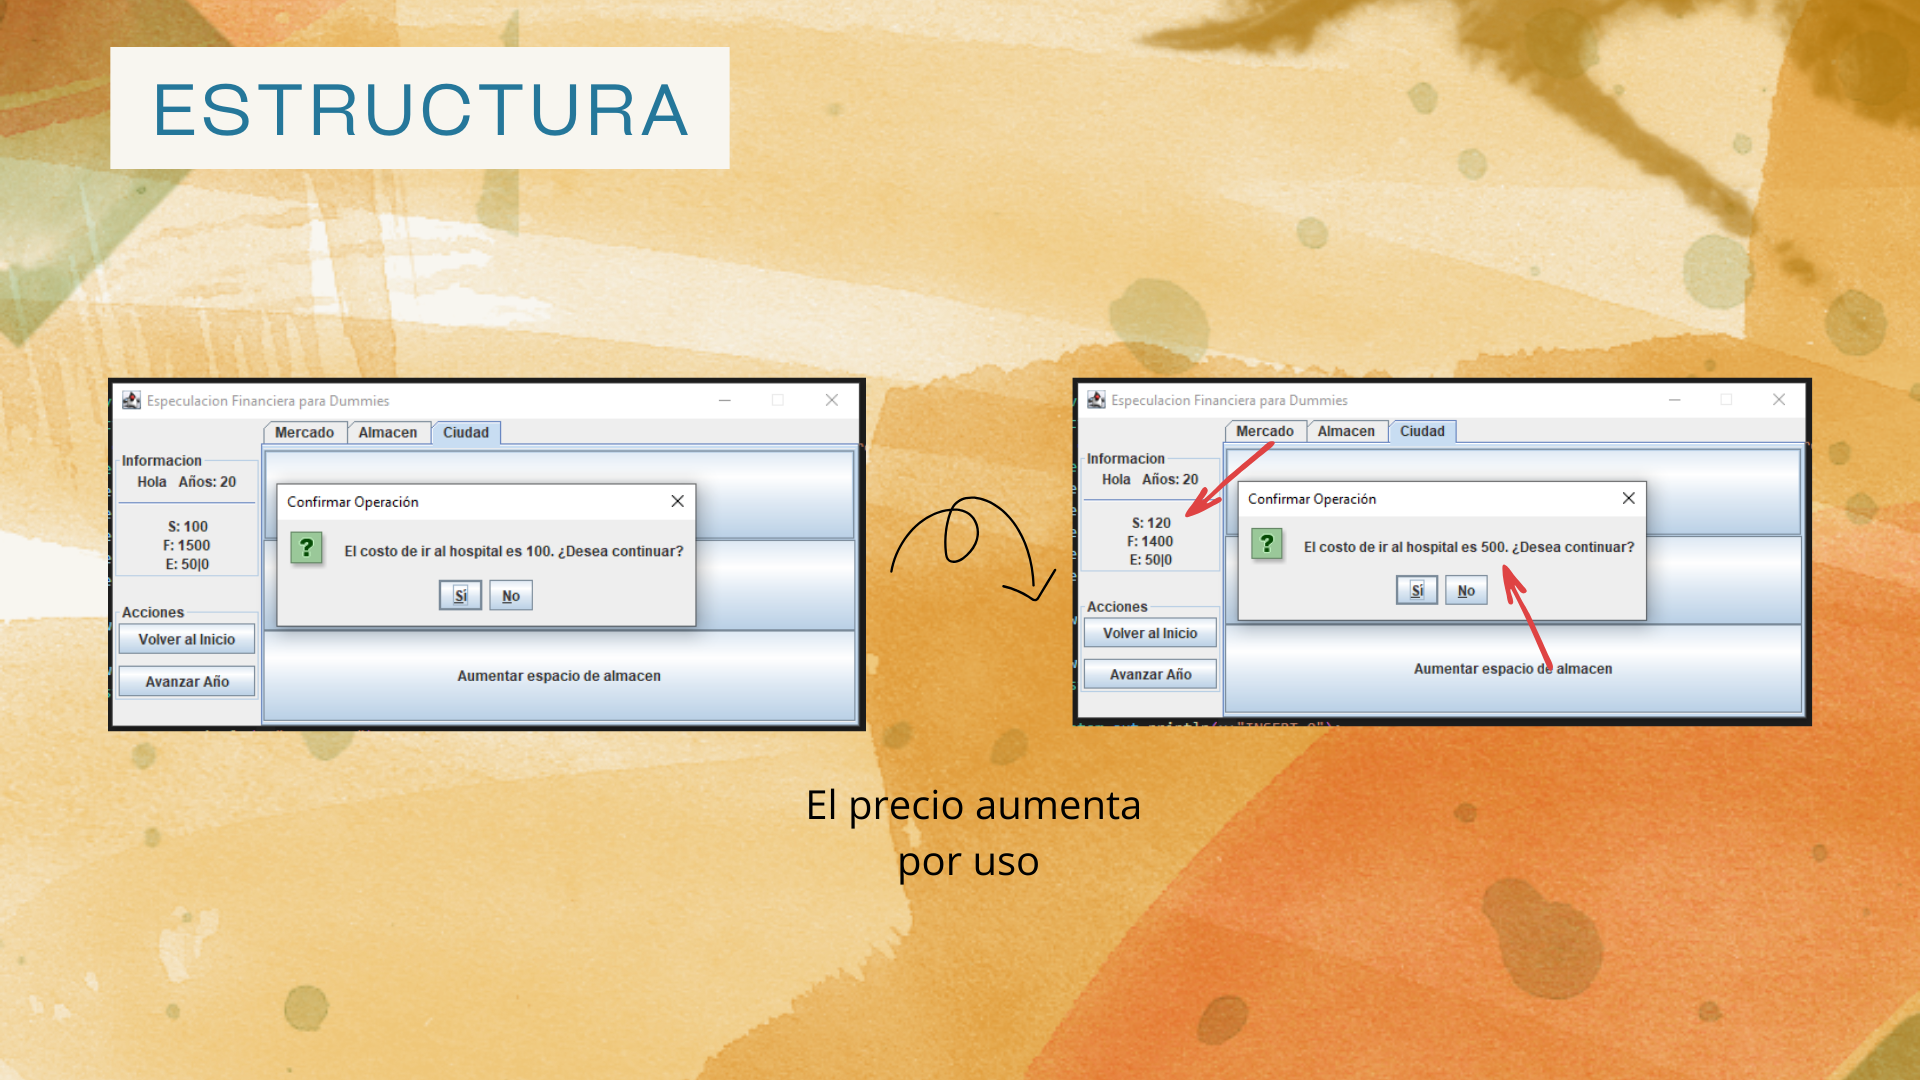 ESTRUCTURA
Especulacion Financiera para Dummies
Mercado Almacen Ciudad
Informacion
Hola Años: 20
S: 100
F: 1500
E: 50|0
Acciones
Volver al Inicio
Avanzar Año
Confirmar Operación
?
El costo de ir al hospital es 100. ¿Desea continuar?
Sí No
Aumentar espacio de almacen
Especulacion Financiera para Dummies
Mercado Almacen Ciudad
Informacion
Hola Años: 20
S: 120
F: 1400
E: 50|0
Acciones
Volver al Inicio
Avanzar Año
Confirmar Operación
?
El costo de ir al hospital es 500. ¿Desea continuar?
Sí No
Aumentar espacio de almacen
El precio aumenta
por uso